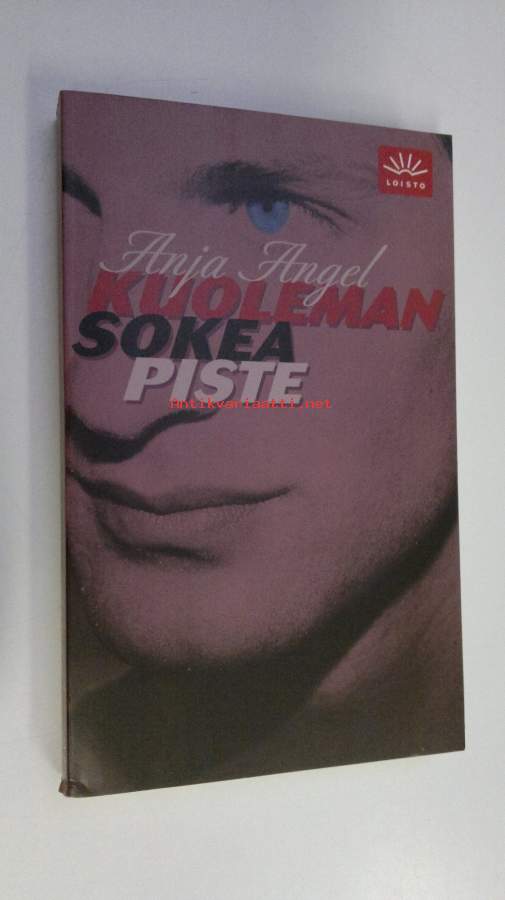 LOISTO
Anja Angel
KUOLEMAN
SOKEA
PISTE
Antikvariaatti.net